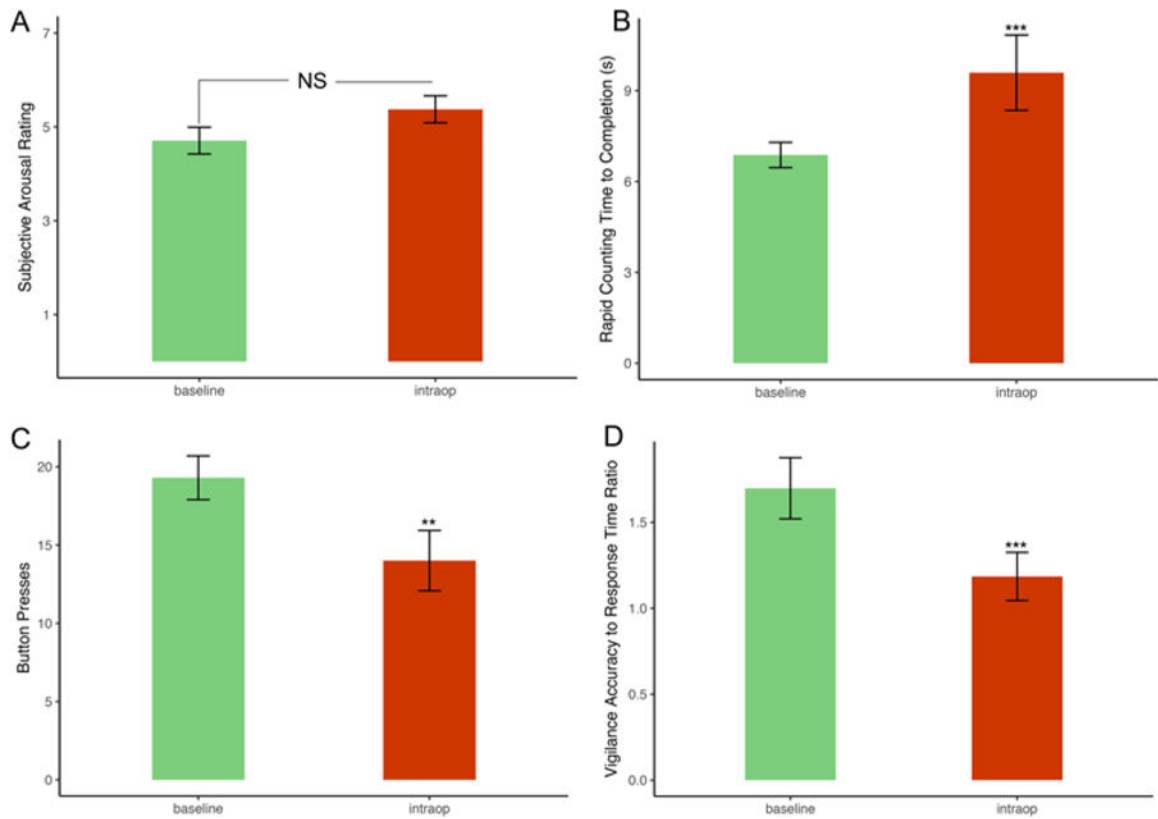 A
Subjective Arousal Rating
7
5
3
1
NS
baseline
intraop
B
Rapid Counting Time to Completion (s)
9
6
3
0
***
baseline
intraop
C
Button Presses
20
15
10
5
0
**
baseline
intraop
D
Vigilance Accuracy to Response Time Ratio
1.5
1.0
0.5
0.0
***
baseline
intraop